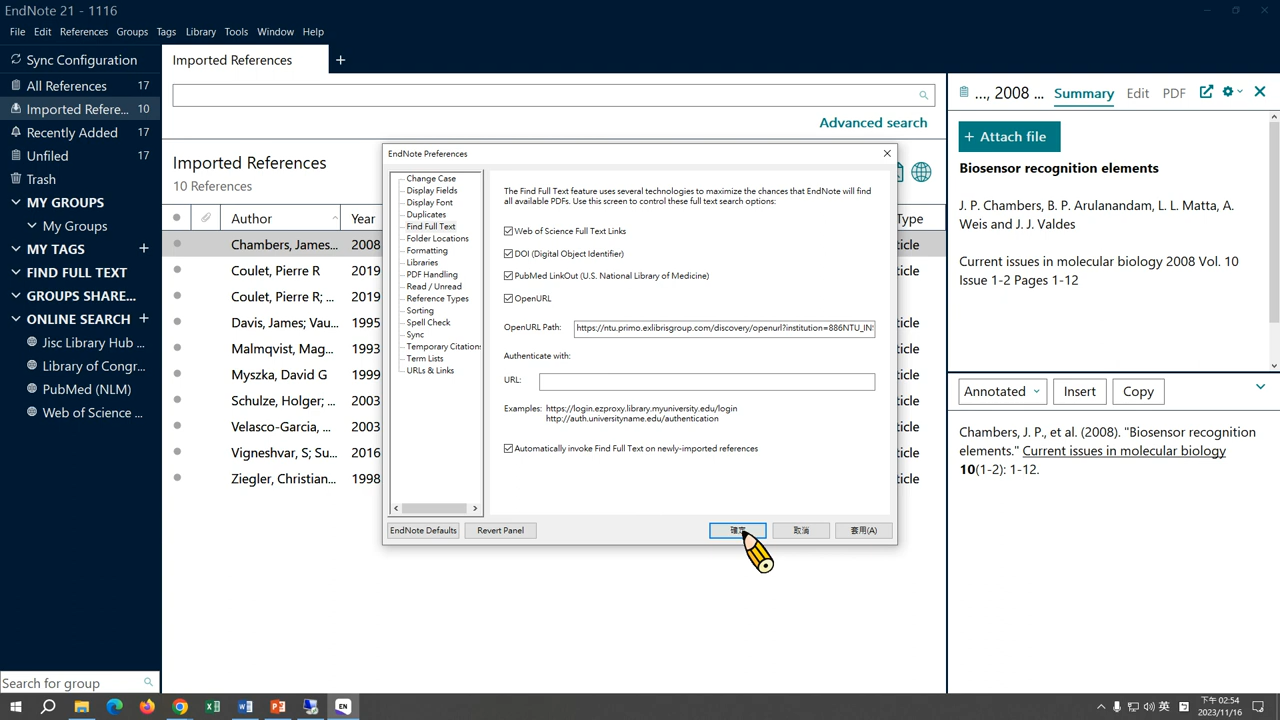 EndNote 21 - 1116
File Edit References Groups Tags Library Tools Window Help
Sync Configuration
All References 17
Imported Refere... 10
Recently Added 17
Unfiled 17
Trash
MY GROUPS
My Groups
MY TAGS +
FIND FULL TEXT
GROUPS SHARE...
ONLINE SEARCH +
Jisc Library Hub ...
Library of Congr...
PubMed (NLM)
Web of Science ...
Search for group
Imported References +
Advanced search
Imported References
10 References
Author Year Type
Chambers, James... 2008 ticle
Coulet, Pierre R 2019 ticle
Coulet, Pierre R; ... 2019 ticle
Davis, James; Vau... 1995 ticle
Malmqvist, Mag... 1993 ticle
Myszka, David G 1999 ticle
Schulze, Holger; ... 2003 ticle
Velasco-Garcia, ... 2003 ticle
Vigneshvar, S; Su... 2016 ticle
Ziegler, Christian... 1998 ticle
EndNote Preferences
Change Case
Display Fields
Display Font
Duplicates
Find Full Text
Folder Locations
Formatting
Libraries
PDF Handling
Read / Unread
Reference Types
Sorting
Spell Check
Sync
Temporary Citations
Term Lists
URLs & Links
The Find Full Text feature uses several technologies to maximize the chances that EndNote will find
all available PDFs. Use this screen to control these full text search options:
Web of Science Full Text Links
DOI (Digital Object Identifier)
PubMed LinkOut (U.S. National Library of Medicine)
OpenURL
OpenURL Path: https://ntu.primo.exlibrisgroup.com/discovery/openurl?institution=886NTU_IN
Authenticate with:
URL:
Examples: https://login.ezproxy.library.myuniversity.edu/login
http://auth.universityname.edu/authentication
Automatically invoke Find Full Text on newly-imported references
EndNote Defaults Revert Panel 確定 取消 套用(A)
..., 2008 ... Summary Edit PDF
+ Attach file
Biosensor recognition elements
J. P. Chambers, B. P. Arulanandam, L. L. Matta, A.
Weis and J. J. Valdes
Current issues in molecular biology 2008 Vol. 10
Issue 1-2 Pages 1-12
Annotated Insert Copy
Chambers, J. P., et al. (2008). "Biosensor recognition
elements." Current issues in molecular biology
10(1-2): 1-12.
EN
英
下午 02:54
2023/11/16